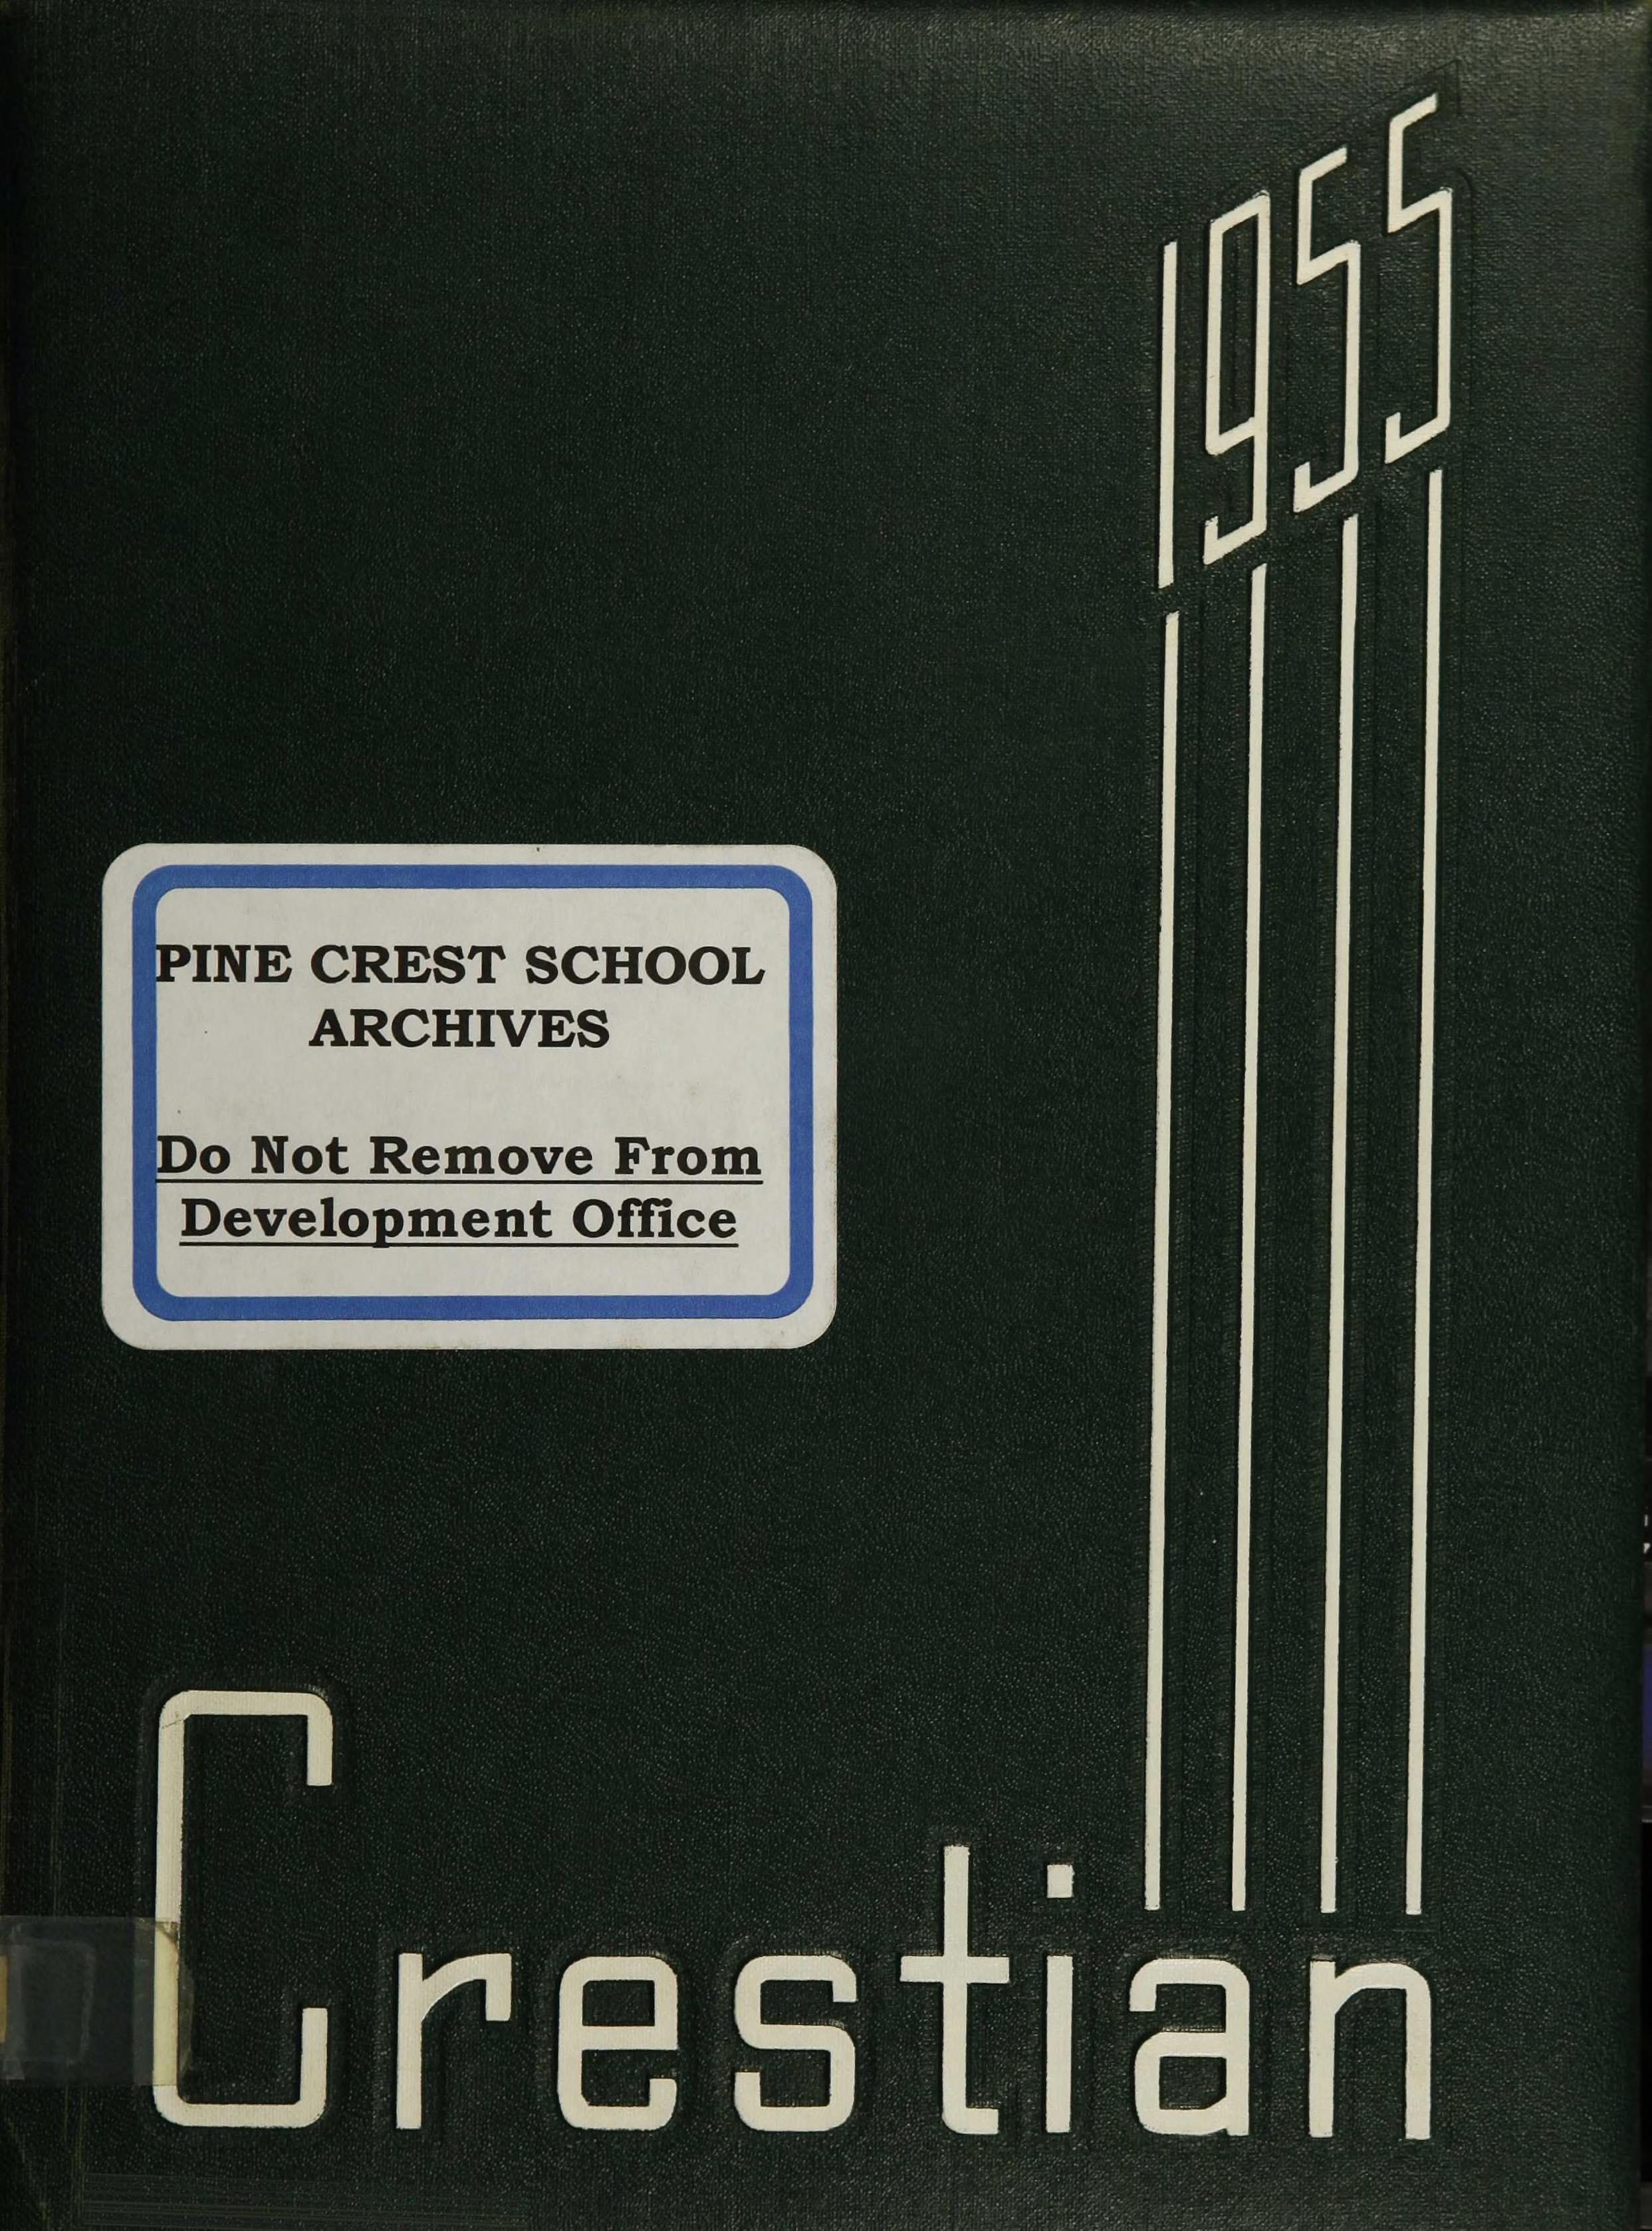 1955
PINE CREST SCHOOL
ARCHIVES
Do Not Remove From
Development Office
Crestian